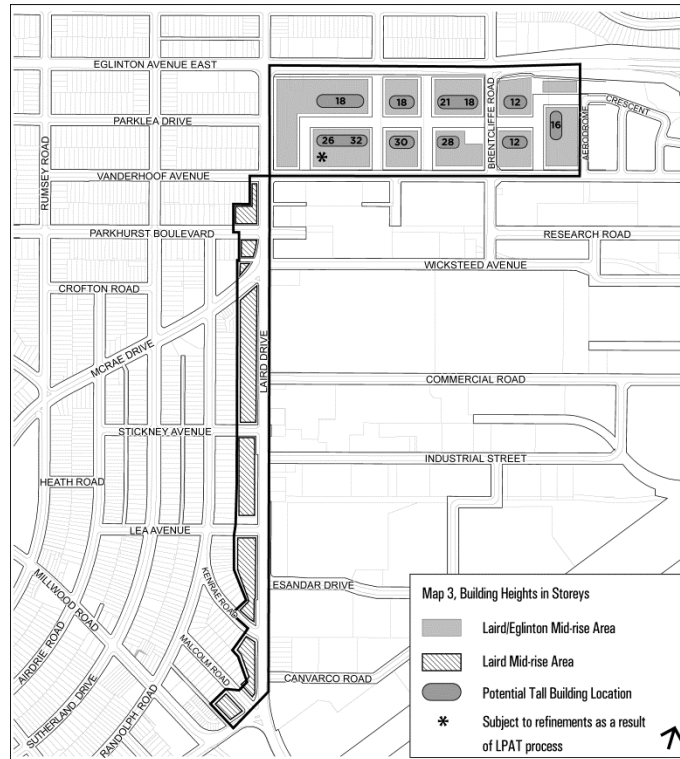 EGLINTON AVENUE EAST
18
18
21 18
12
BRENTCLIFFE ROAD
CRESCENT
PARKLEA DRIVE
16
AERODROME
26 32
*
30
28
12
RUMSEY ROAD
VANDERHOOF AVENUE
PARKHURST BOULEVARD
RESEARCH ROAD
WICKSTEED AVENUE
CROFTON ROAD
MCRAE DRIVE
LAIRD DRIVE
COMMERCIAL ROAD
STICKNEY AVENUE
INDUSTRIAL STREET
HEATH ROAD
LEA AVENUE
KENRAE ROAD
ESANDAR DRIVE
MILLWOOD ROAD
MALCOLM ROAD
AIRDRIE ROAD
SUTHERLAND DRIVE
RANDOLPH ROAD
CANVARCO ROAD
Map 3, Building Heights in Storeys
Laird/Eglinton Mid-rise Area
Laird Mid-rise Area
Potential Tall Building Location
* Subject to refinements as a result
of LPAT process